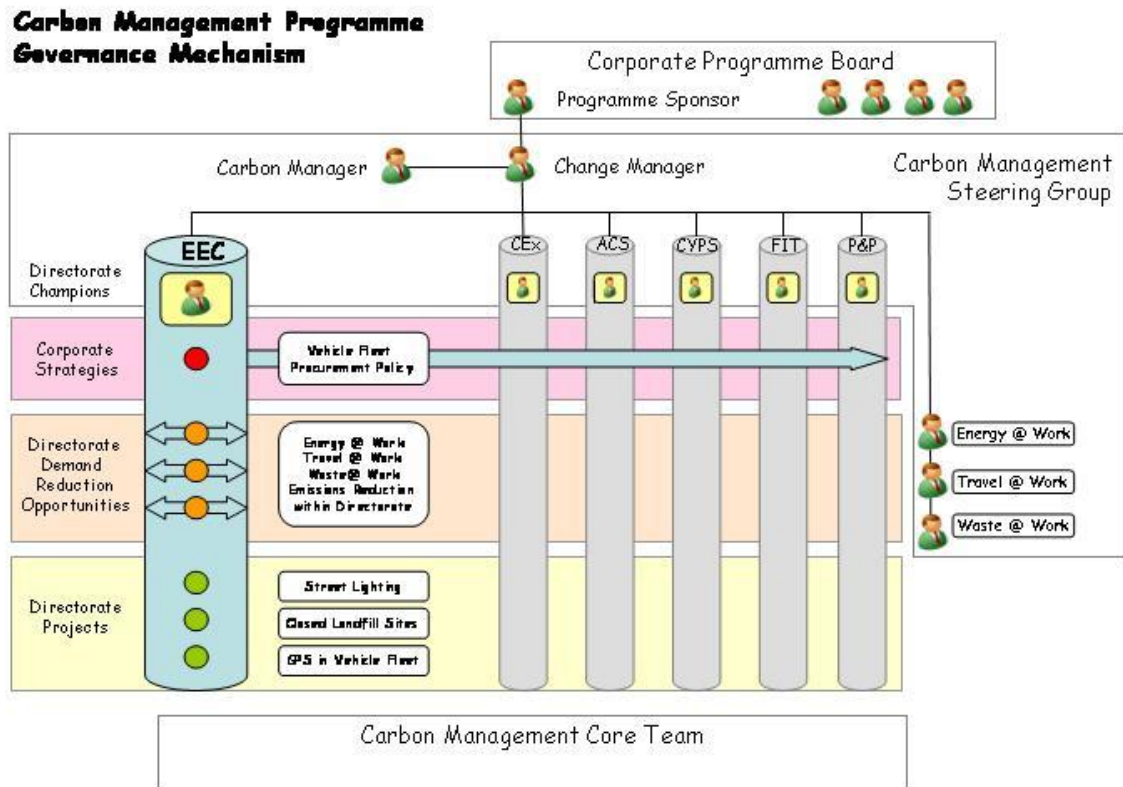 Carbon Management Programme
Governance Mechanism
Corporate Programme Board
Programme Sponsor
Carbon Manager
Change Manager
Carbon Management
Steering Group
EEC
CEx
ACS
CYPS
FIT
P&P
Directorate
Champions
Corporate
Strategies
Vehicle Fleet
Procurement Policy
Directorate
Demand
Reduction
Opportunities
Energy @ Work
Travel @ Work
Waste@ Work
Emissions Reduction
within Directorate
Energy @ Work
Travel @ Work
Waste @ Work
Directorate
Projects
Street Lighting
Closed Landfill Sites
GPS in Vehicle Fleet
Carbon Management Core Team